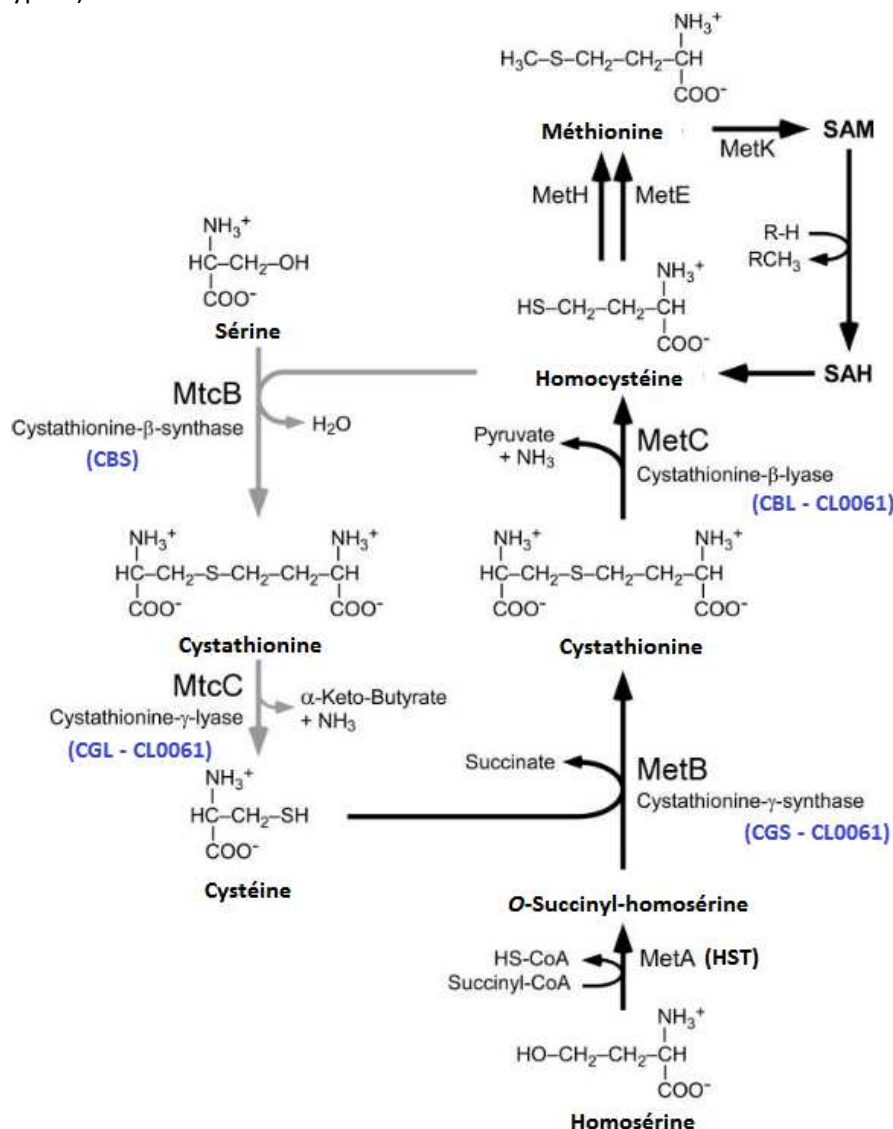 NH₃⁺
H₃C–S–CH₂–CH₂–CH
COO⁻
Méthionine
SAM
MetK
MetH
MetE
R-H
RCH₃
NH₃⁺
HC–CH₂–OH
COO⁻
Sérine
NH₃⁺
HS–CH₂–CH₂–CH
COO⁻
Homocystéine
SAH
MtcB
Cystathionine-β-synthase
(CBS)
H₂O
Pyruvate
+ NH₃
MetC
Cystathionine-β-lyase
(CBL - CL0061)
NH₃⁺ NH₃⁺
HC–CH₂–S–CH₂–CH₂–CH
COO⁻ COO⁻
Cystathionine
NH₃⁺ NH₃⁺
HC–CH₂–S–CH₂–CH₂–CH
COO⁻ COO⁻
Cystathionine
MtcC
Cystathionine-γ-lyase
(CGL - CL0061)
α-Keto-Butyrate
+ NH₃
Succinate
MetB
Cystathionine-γ-synthase
(CGS - CL0061)
NH₃⁺
HC–CH₂–SH
COO⁻
Cystéine
O-Succinyl-homosérine
HS-CoA
Succinyl-CoA
MetA (HST)
NH₃⁺
HO–CH₂–CH₂–CH
COO⁻
Homosérine